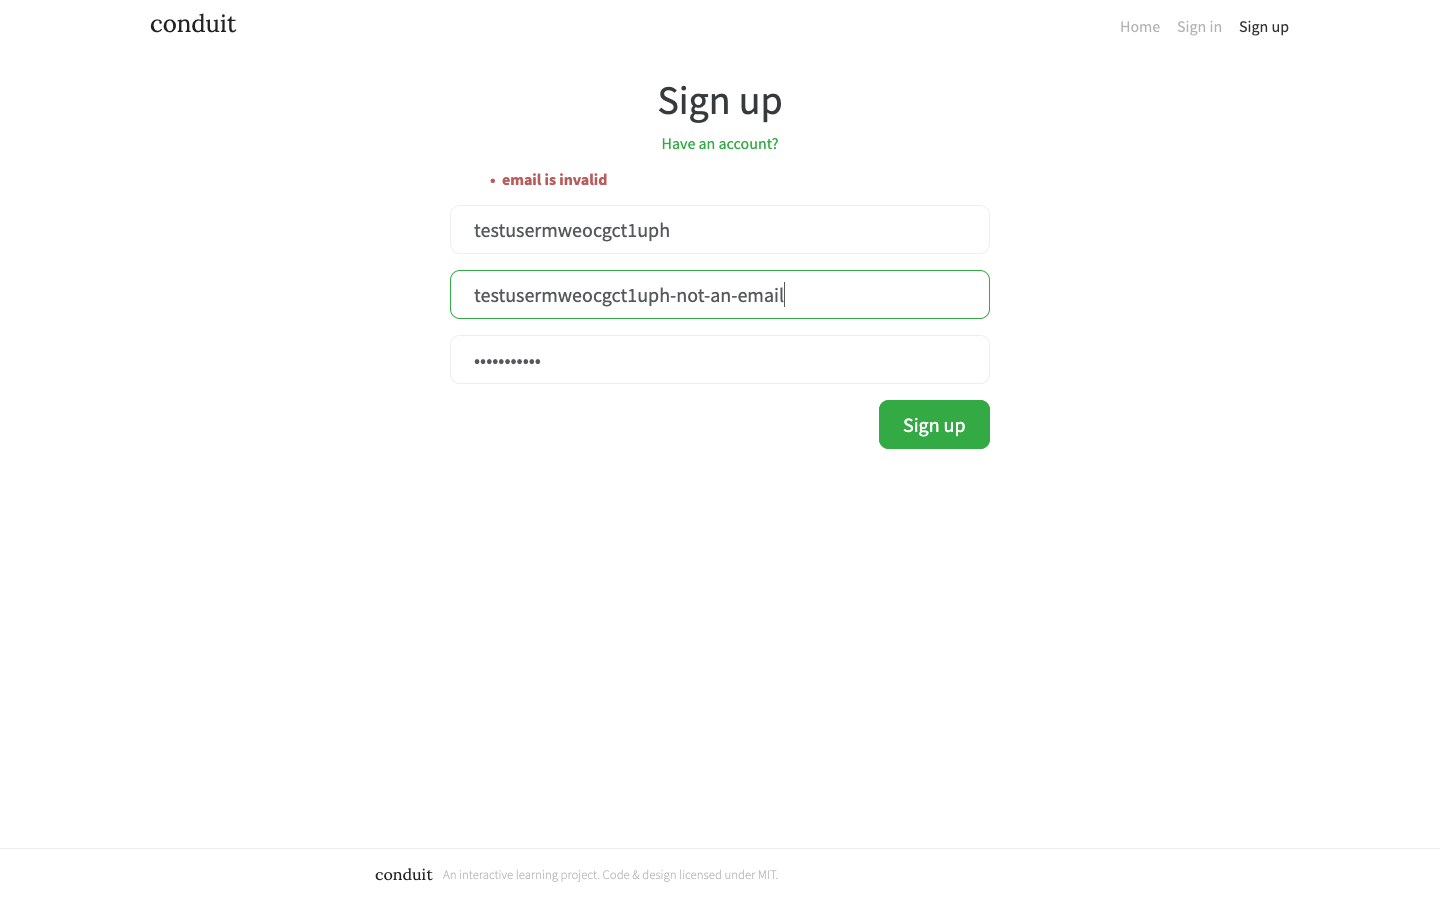 conduit
Home Sign in Sign up
Sign up
Have an account?
• email is invalid
testusermweocgct1uph
testusermweocgct1uph-not-an-email
•••••••••••
Sign up
conduit An interactive learning project. Code & design licensed under MIT.